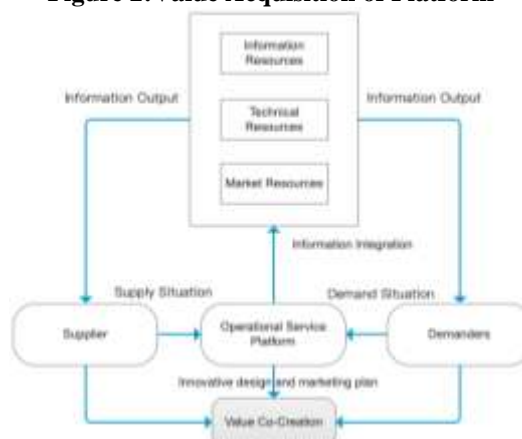 Figure 2: Value Acquisition of Platform
Information
Resources
Information Output
Information Output
Technical
Resources
Market Resources
Information Integration
Supply Situation
Demand Situation
Supplier
Operational Service
Platform
Demanders
Innovative design and marketing plan
Value Co-Creation